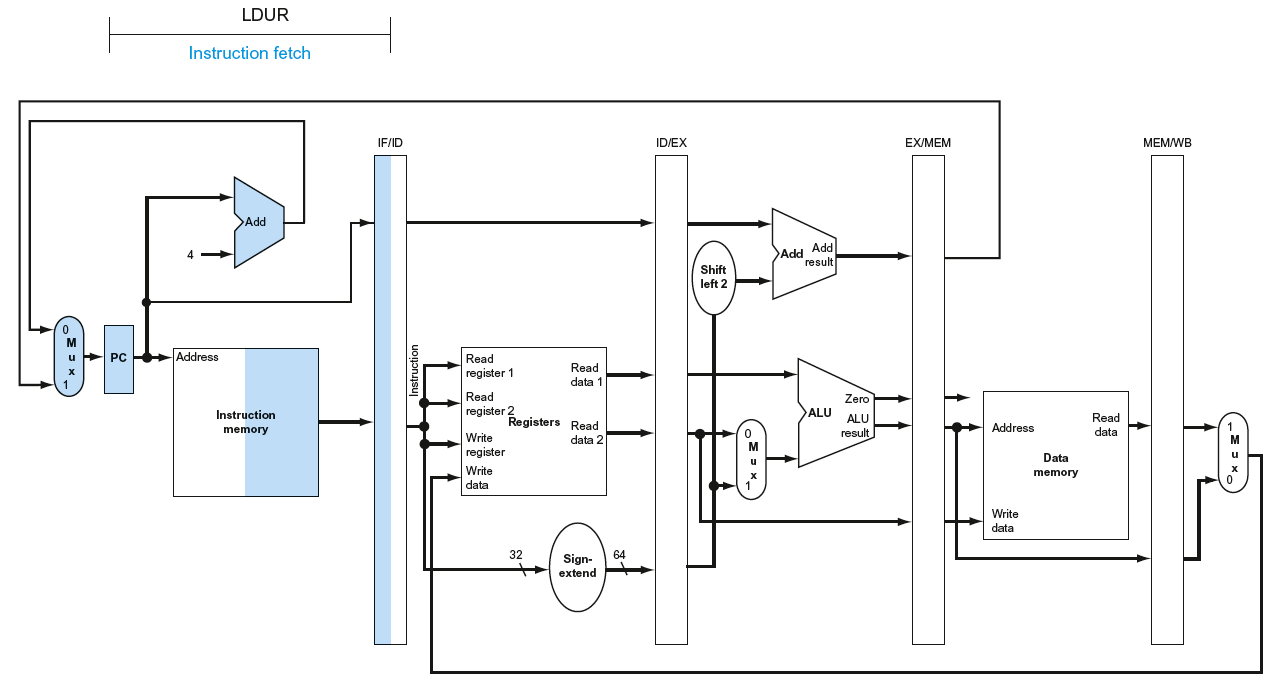 LDUR
Instruction fetch
IF/ID
ID/EX
EX/MEM
MEM/WB
Add
4
0
M
u
x
1
PC
Address
Instruction
memory
Instruction
Read
register 1
Read
register 2
Write
register
Write
data
Registers
Read
data 1
Read
data 2
32
Sign-
extend
64
Shift
left 2
Add
Add
result
0
M
u
x
1
ALU
Zero
ALU
result
Address
Read
data
Data
memory
Write
data
1
M
u
x
0